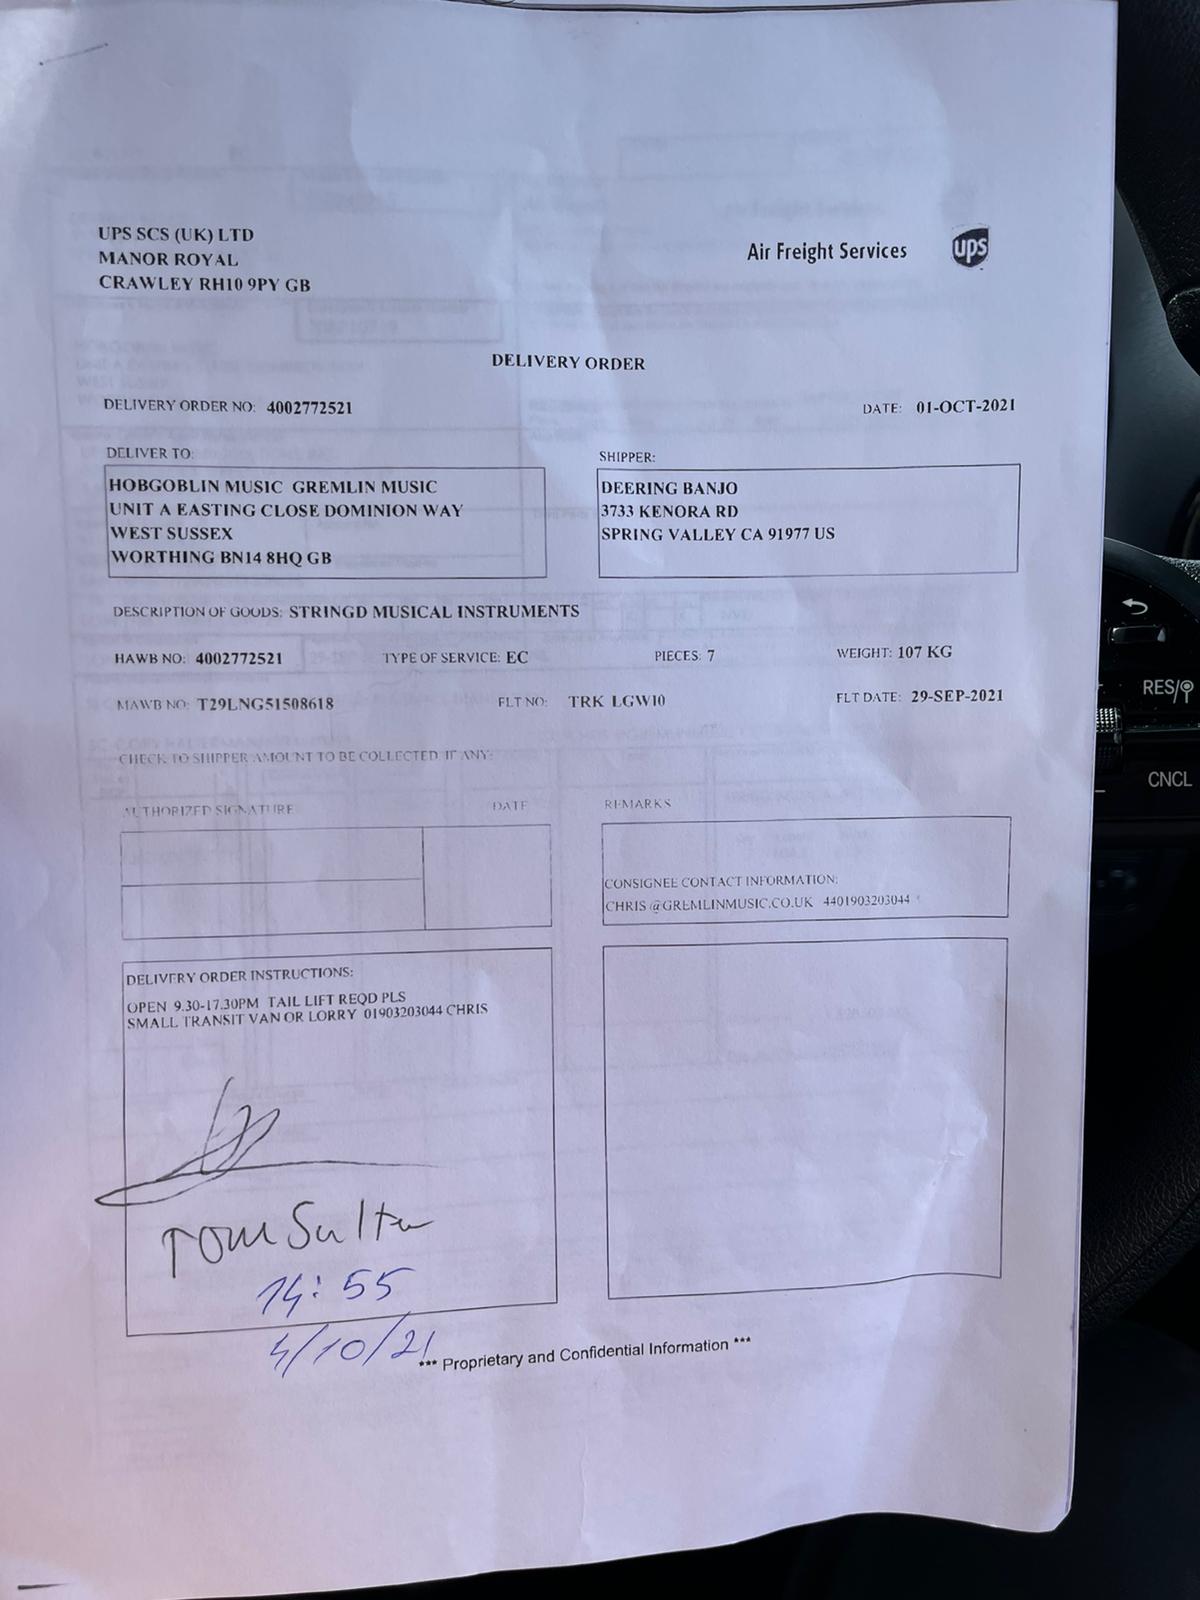 UPS SCS (UK) LTD
MANOR ROYAL
CRAWLEY RH10 9PY GB
Air Freight Services
ups
DELIVERY ORDER
DELIVERY ORDER NO: 4002772521
DATE: 01-OCT-2021
DELIVER TO:
HOBGOBLIN MUSIC GREMLIN MUSIC
UNIT A EASTING CLOSE DOMINION WAY
WEST SUSSEX
WORTHING BN14 8HQ GB
SHIPPER:
DEERING BANJO
3733 KENORA RD
SPRING VALLEY CA 91977 US
DESCRIPTION OF GOODS: STRINGD MUSICAL INSTRUMENTS
HAWB NO: 4002772521 TYPE OF SERVICE: EC PIECES: 7 WEIGHT: 107 KG
MAWB NO: T29LNG51508618 FLT NO: TRK LGW10 FLT DATE: 29-SEP-2021
CHECK TO SHIPPER AMOUNT TO BE COLLECTED IF ANY:
AUTHORIZED SIGNATURE DATE
REMARKS
CONSIGNEE CONTACT INFORMATION:
CHRIS@GREMLINMUSIC.CO.UK 4401903203044
DELIVERY ORDER INSTRUCTIONS:
OPEN 9.30-17.30PM TAIL LIFT REQD PLS
SMALL TRANSIT VAN OR LORRY 01903203044 CHRIS
Tom
14:55
4/10/21
*** Proprietary and Confidential Information ***
RES/
CNCL